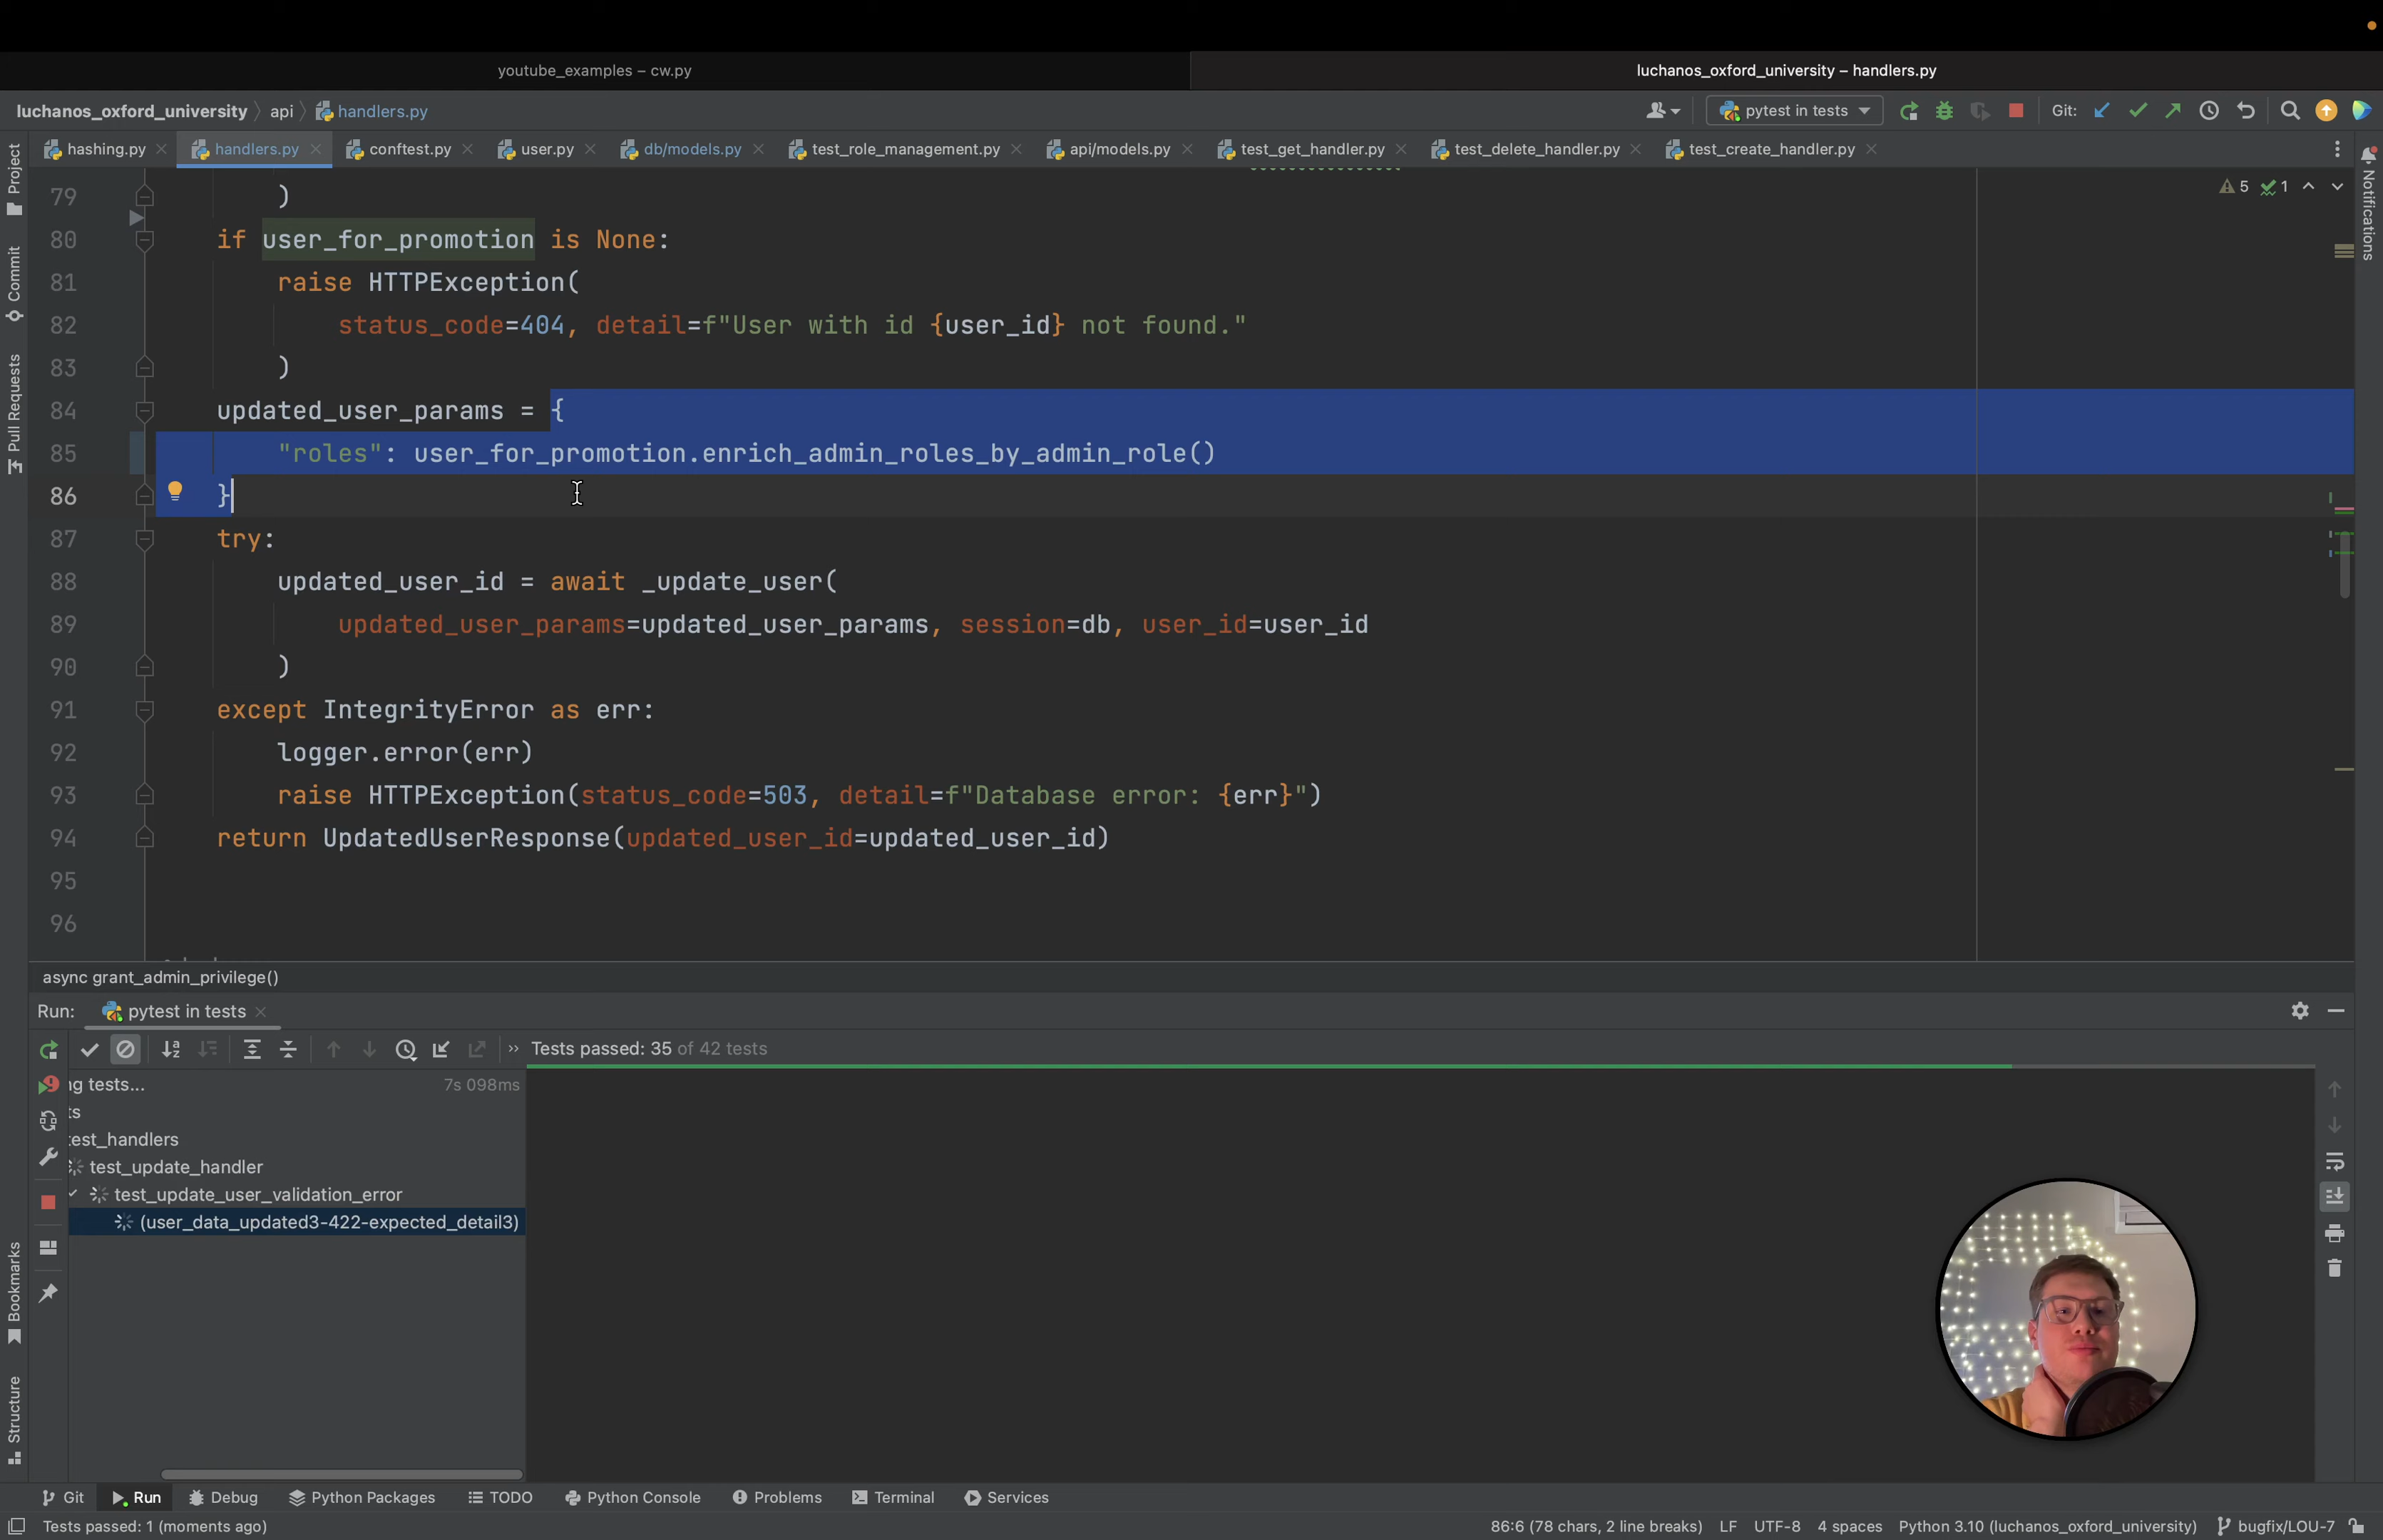 youtube_examples – cw.py
luchanos_oxford_university – handlers.py
luchanos_oxford_university api handlers.py
pytest in tests Git:
hashing.py handlers.py conftest.py user.py db/models.py test_role_management.py api/models.py test_get_handler.py test_delete_handler.py test_create_handler.py
Project
Commit
Pull Requests
Bookmarks
Structure
Notifications
5 1
79 )
80 if user_for_promotion is None:
81 raise HTTPException(
82 status_code=404, detail=f"User with id {user_id} not found."
83 )
84 updated_user_params = {
85 "roles": user_for_promotion.enrich_admin_roles_by_admin_role()
86 }
87 try:
88 updated_user_id = await _update_user(
89 updated_user_params=updated_user_params, session=db, user_id=user_id
90 )
91 except IntegrityError as err:
92 logger.error(err)
93 raise HTTPException(status_code=503, detail=f"Database error: {err}")
94 return UpdatedUserResponse(updated_user_id=updated_user_id)
95
96
async grant_admin_privilege()
Run: pytest in tests
Tests passed: 35 of 42 tests
ng tests... 7s 098ms
ts
test_handlers
test_update_handler
test_update_user_validation_error
(user_data_updated3-422-expected_detail3)
Git Run Debug Python Packages TODO Python Console Problems Terminal Services
Tests passed: 1 (moments ago) 86:6 (78 chars, 2 line breaks) LF UTF-8 4 spaces Python 3.10 (luchanos_oxford_university) bugfix/LOU-7